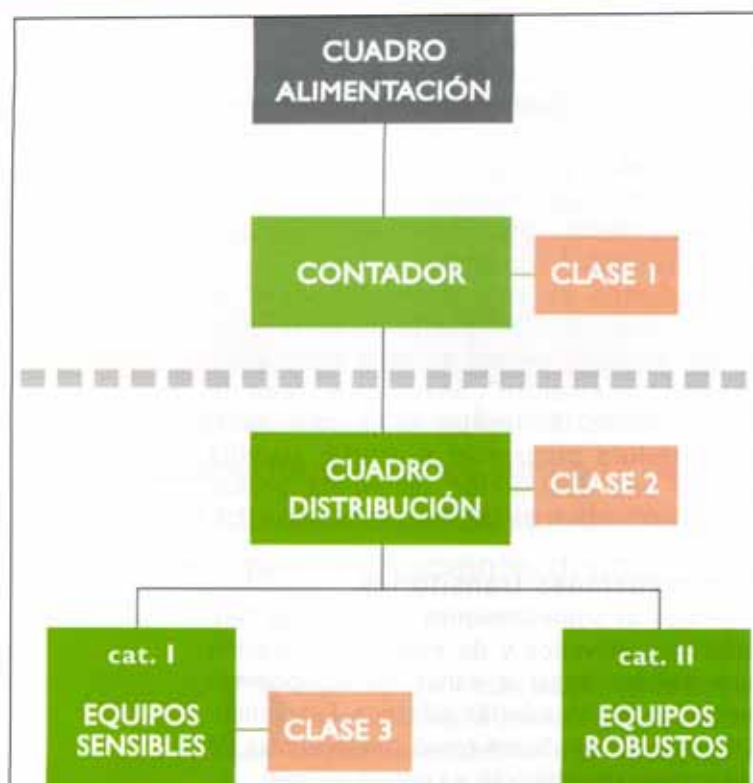 CUADRO
ALIMENTACIÓN
CONTADOR
CLASE 1
CUADRO
DISTRIBUCIÓN
CLASE 2
cat. I
EQUIPOS
SENSIBLES
CLASE 3
cat. II
EQUIPOS
ROBUSTOS